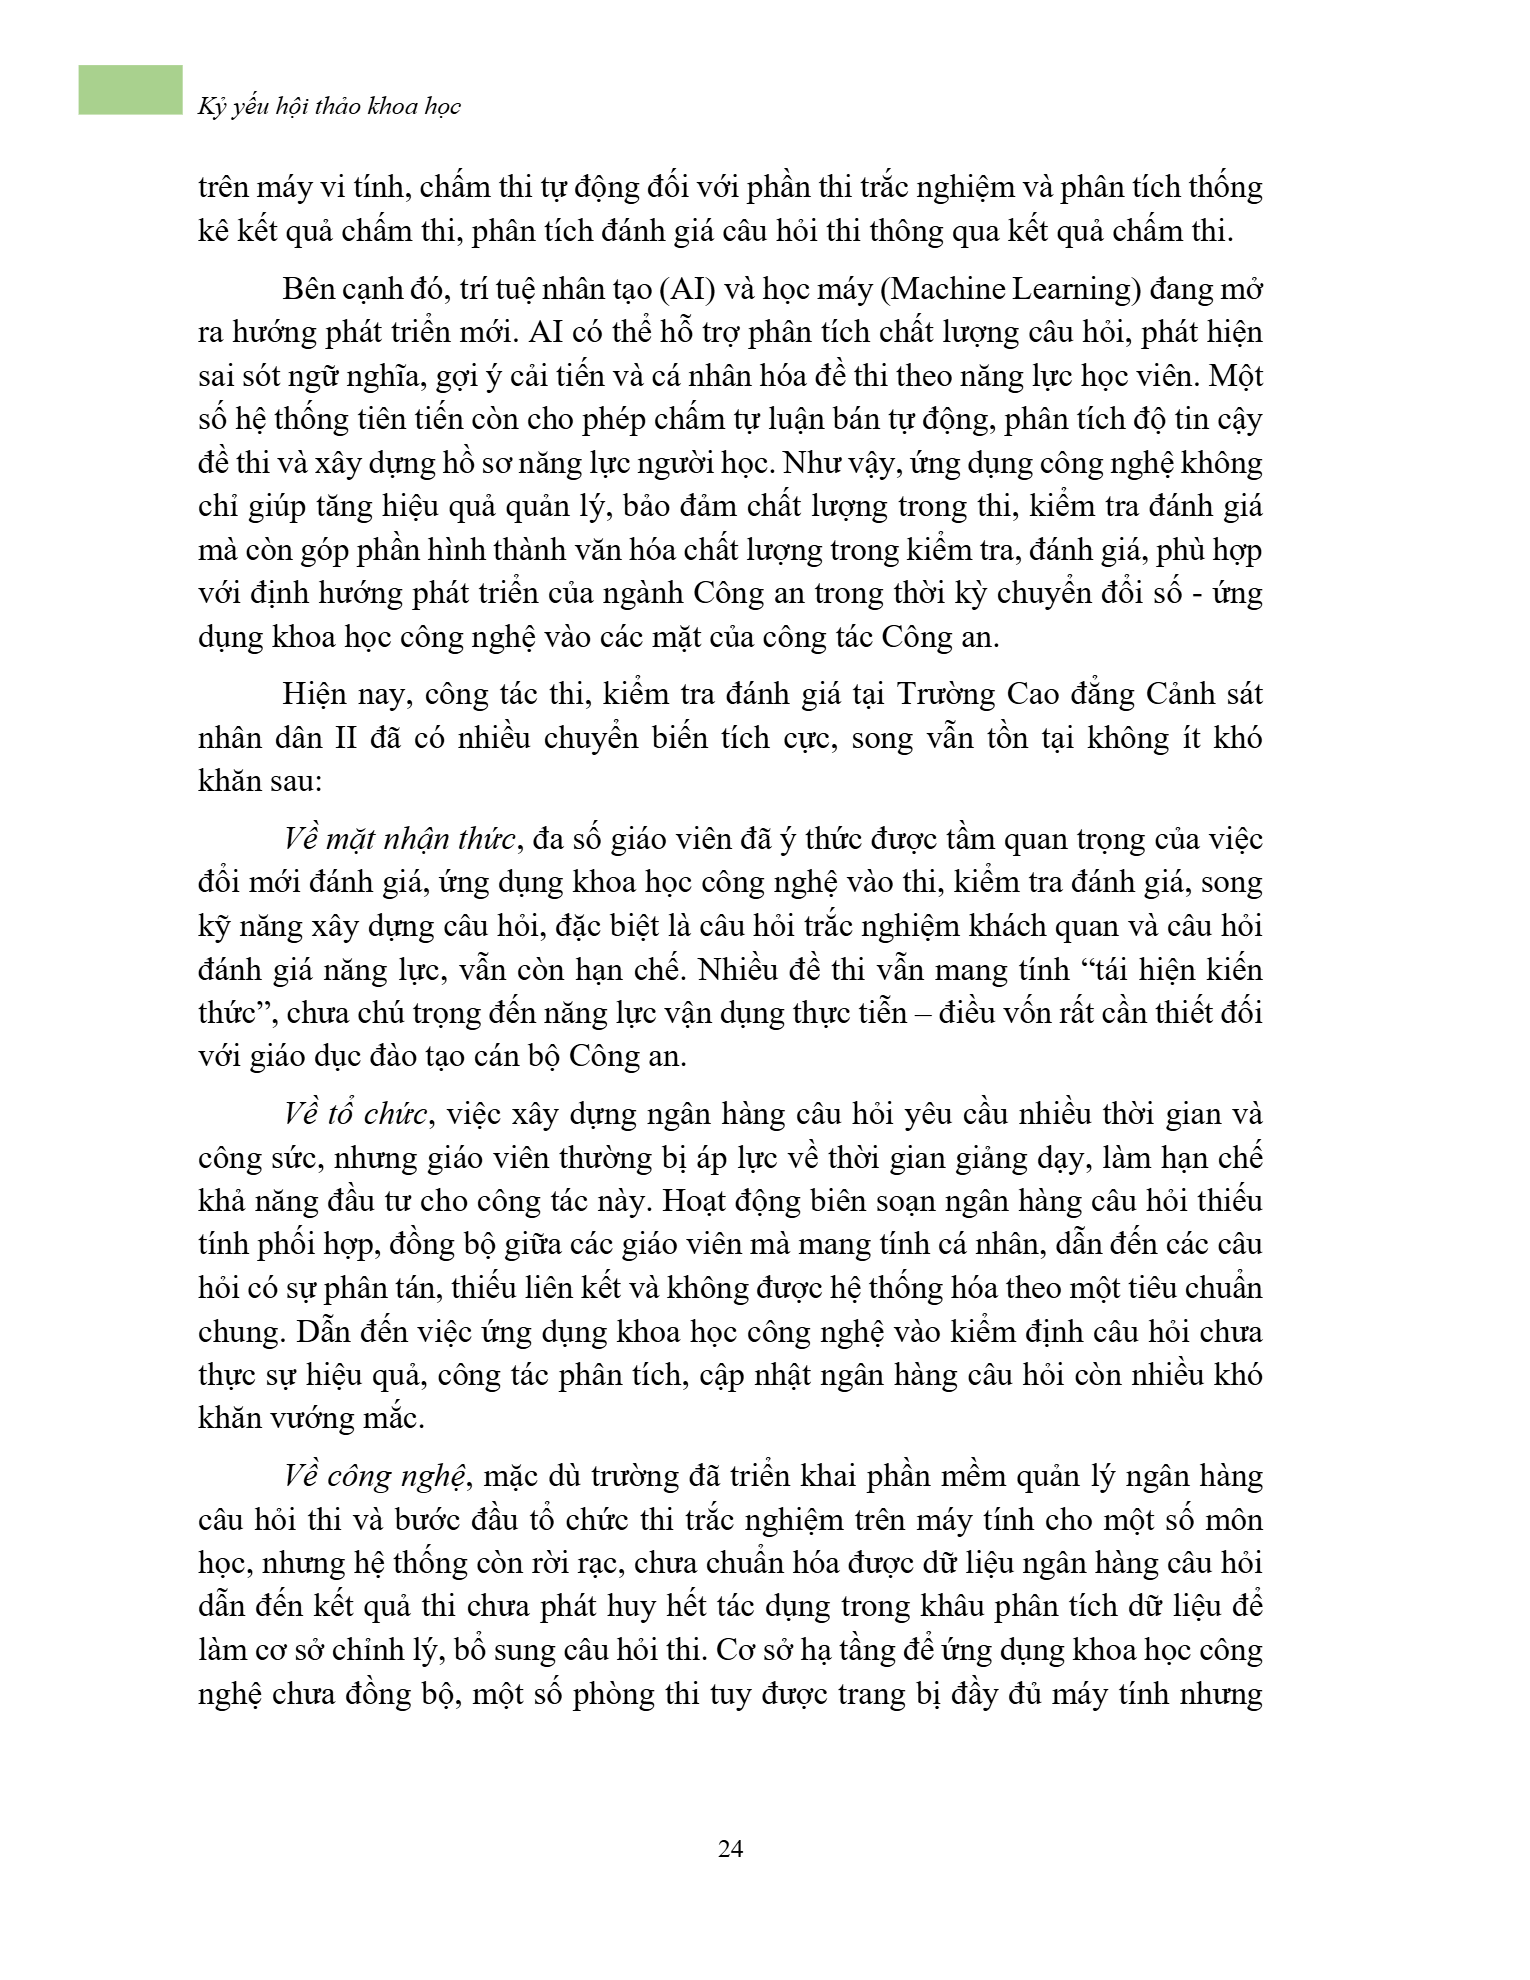 Kỷ yếu hội thảo khoa học
trên máy vi tính, chấm thi tự động đối với phần thi trắc nghiệm và phân tích thống
kê kết quả chấm thi, phân tích đánh giá câu hỏi thi thông qua kết quả chấm thi.
Bên cạnh đó, trí tuệ nhân tạo (AI) và học máy (Machine Learning) đang mở
ra hướng phát triển mới. AI có thể hỗ trợ phân tích chất lượng câu hỏi, phát hiện
sai sót ngữ nghĩa, gợi ý cải tiến và cá nhân hóa đề thi theo năng lực học viên. Một
số hệ thống tiên tiến còn cho phép chấm tự luận bán tự động, phân tích độ tin cậy
đề thi và xây dựng hồ sơ năng lực người học. Như vậy, ứng dụng công nghệ không
chỉ giúp tăng hiệu quả quản lý, bảo đảm chất lượng trong thi, kiểm tra đánh giá
mà còn góp phần hình thành văn hóa chất lượng trong kiểm tra, đánh giá, phù hợp
với định hướng phát triển của ngành Công an trong thời kỳ chuyển đổi số - ứng
dụng khoa học công nghệ vào các mặt của công tác Công an.
Hiện nay, công tác thi, kiểm tra đánh giá tại Trường Cao đẳng Cảnh sát
nhân dân II đã có nhiều chuyển biến tích cực, song vẫn tồn tại không ít khó
khăn sau:
Về mặt nhận thức, đa số giáo viên đã ý thức được tầm quan trọng của việc
đổi mới đánh giá, ứng dụng khoa học công nghệ vào thi, kiểm tra đánh giá, song
kỹ năng xây dựng câu hỏi, đặc biệt là câu hỏi trắc nghiệm khách quan và câu hỏi
đánh giá năng lực, vẫn còn hạn chế. Nhiều đề thi vẫn mang tính “tái hiện kiến
thức”, chưa chú trọng đến năng lực vận dụng thực tiễn – điều vốn rất cần thiết đối
với giáo dục đào tạo cán bộ Công an.
Về tổ chức, việc xây dựng ngân hàng câu hỏi yêu cầu nhiều thời gian và
công sức, nhưng giáo viên thường bị áp lực về thời gian giảng dạy, làm hạn chế
khả năng đầu tư cho công tác này. Hoạt động biên soạn ngân hàng câu hỏi thiếu
tính phối hợp, đồng bộ giữa các giáo viên mà mang tính cá nhân, dẫn đến các câu
hỏi có sự phân tán, thiếu liên kết và không được hệ thống hóa theo một tiêu chuẩn
chung. Dẫn đến việc ứng dụng khoa học công nghệ vào kiểm định câu hỏi chưa
thực sự hiệu quả, công tác phân tích, cập nhật ngân hàng câu hỏi còn nhiều khó
khăn vướng mắc.
Về công nghệ, mặc dù trường đã triển khai phần mềm quản lý ngân hàng
câu hỏi thi và bước đầu tổ chức thi trắc nghiệm trên máy tính cho một số môn
học, nhưng hệ thống còn rời rạc, chưa chuẩn hóa được dữ liệu ngân hàng câu hỏi
dẫn đến kết quả thi chưa phát huy hết tác dụng trong khâu phân tích dữ liệu để
làm cơ sở chỉnh lý, bổ sung câu hỏi thi. Cơ sở hạ tầng để ứng dụng khoa học công
nghệ chưa đồng bộ, một số phòng thi tuy được trang bị đầy đủ máy tính nhưng
24